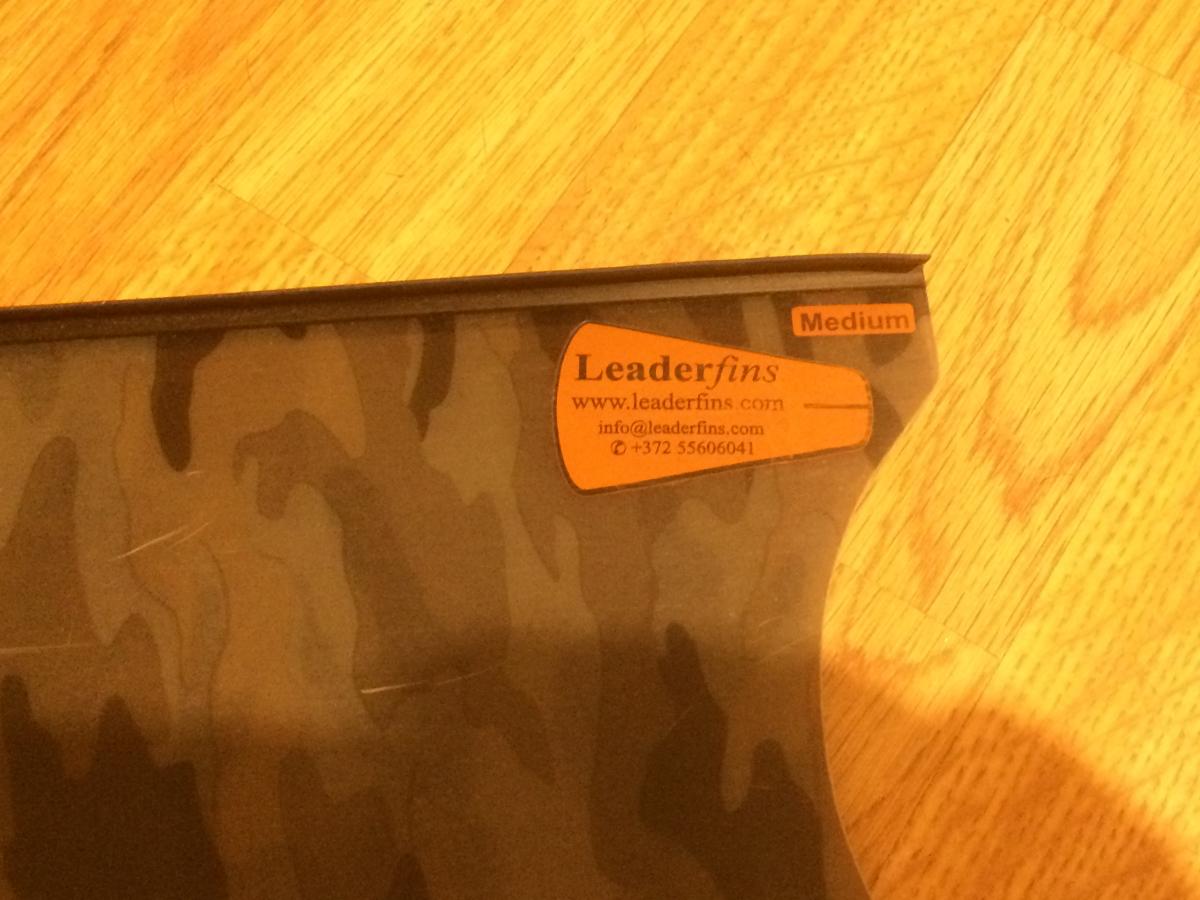 Medium
Leaderfins
www.leaderfins.com
info@leaderfins.com
✆ +372 55606041